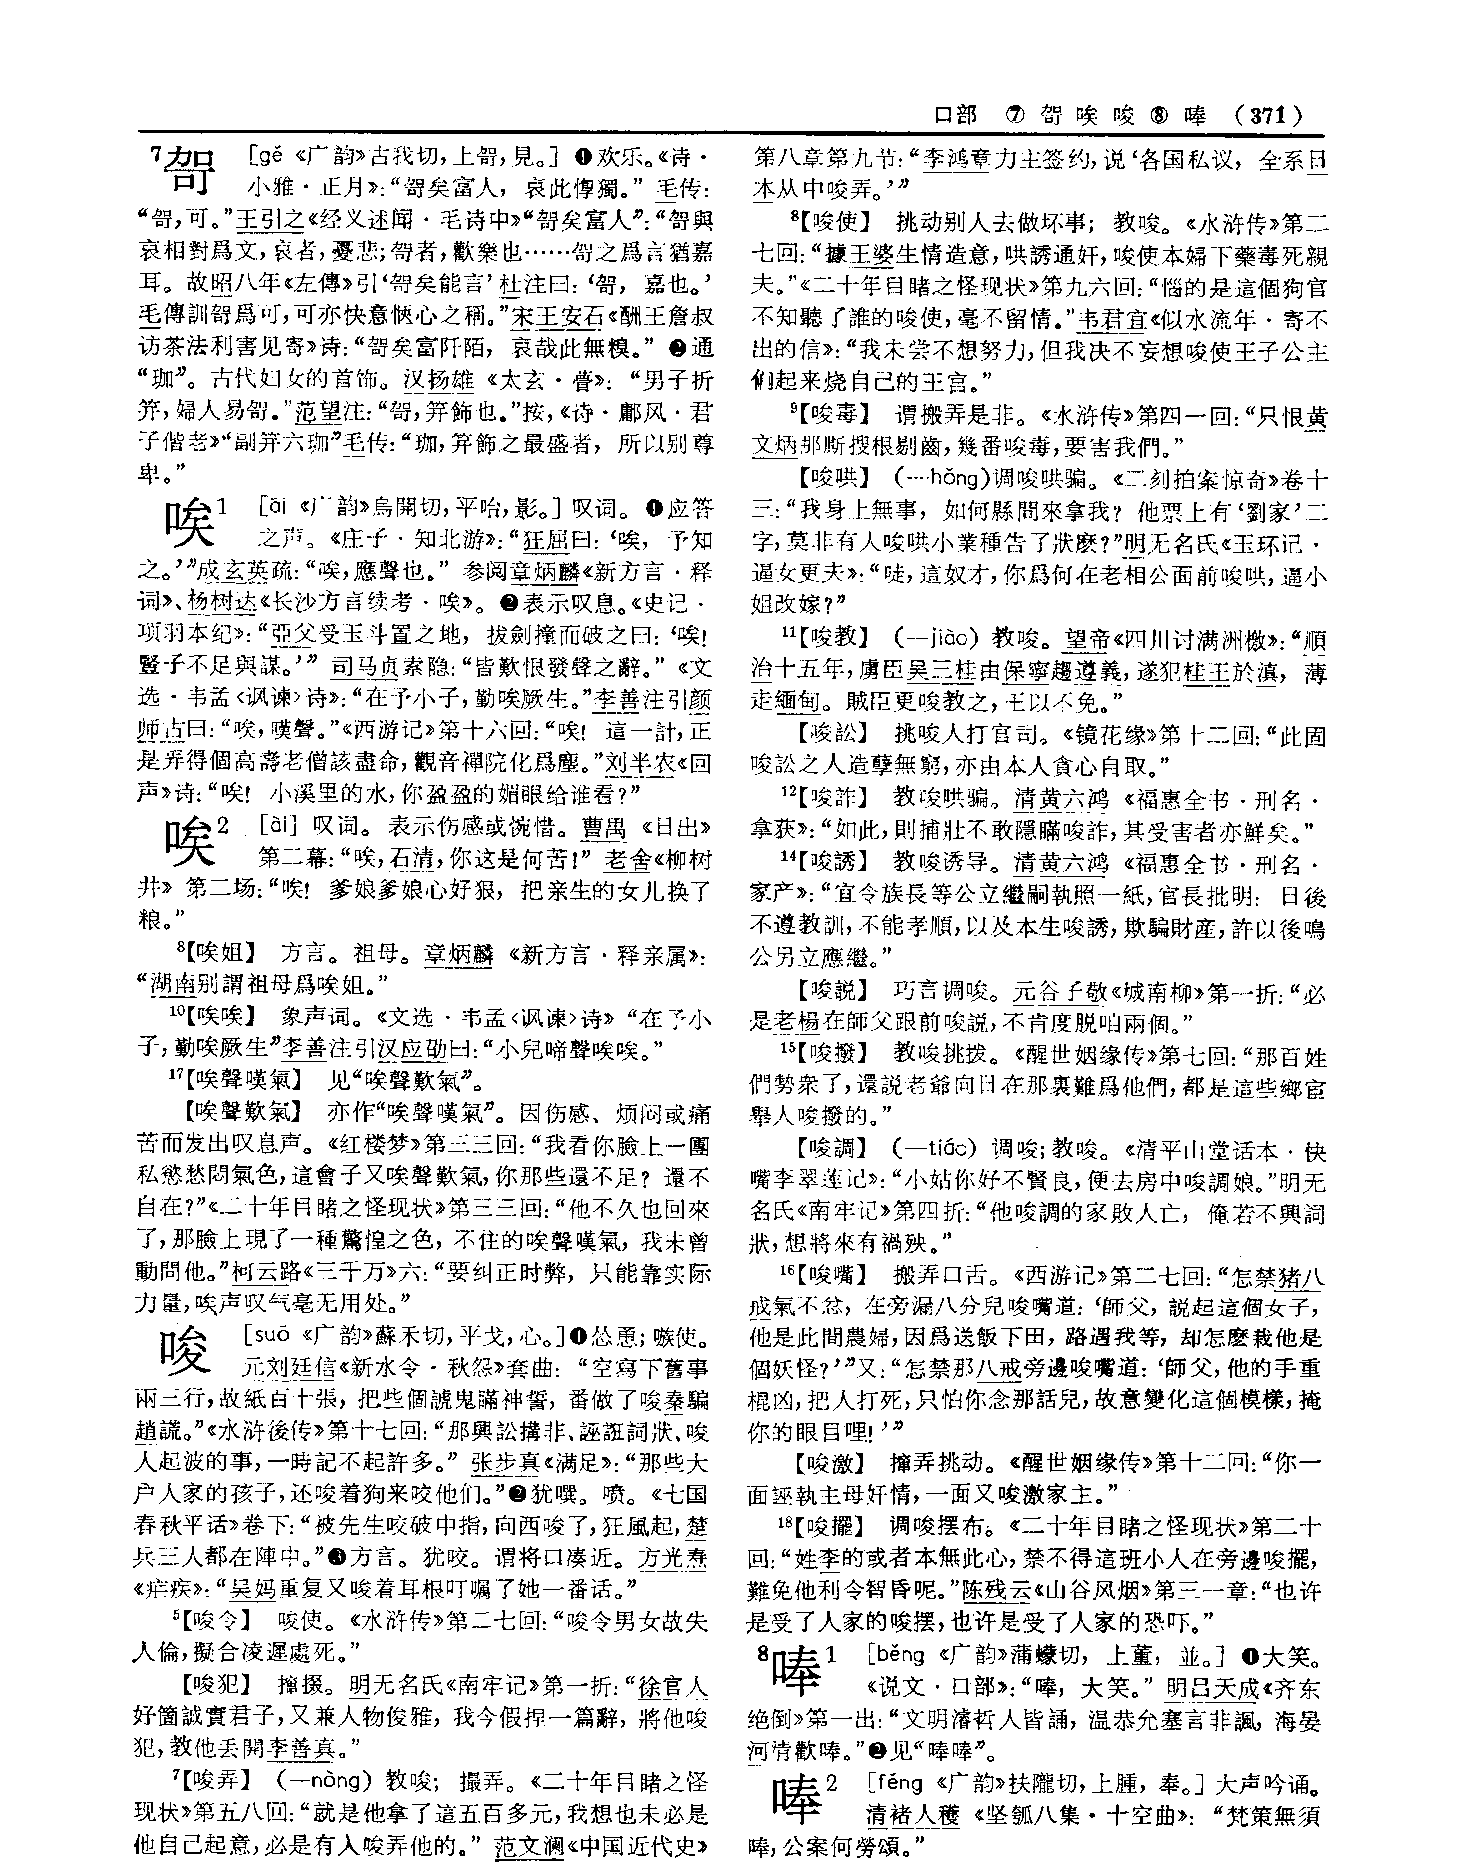 口部 ⑦ 哿 唉 唆 ⑧ 唪 （371）
7哿 ［gě 《广韵》古我切，上哿，見。］❶欢乐。《诗·
小雅·正月》：“哿矣富人，哀此惸獨。”毛传：
“哿，可。”王引之《经义述闻·毛诗中》“哿矣富人”：“哿與
哀相對爲文，哀者，憂悲；哿者，歡樂也……哿之爲言猶嘉
耳。故昭八年《左傳》引‘哿矣能言’杜注曰：‘哿，嘉也。’
毛傳訓哿爲可，可亦快意愜心之稱。”宋王安石《酬王詹叔
访茶法利害见寄》诗：“哿矣富阡陌，哀哉此無糗。”❷通
“珈”。古代妇女的首饰。汉扬雄《太玄·瞢》：“男子折
笄，婦人易哿。”范望注：“哿，笄飾也。”按，《诗·鄘风·君
子偕老》“副笄六珈”毛传：“珈，笄飾之最盛者，所以别尊
卑。”
唉1 ［āi 《广韵》烏開切，平咍，影。］叹词。❶应答
之声。《庄子·知北游》：“狂屈曰：‘唉，予知
之。’”成玄英疏：“唉，應聲也。”参阅章炳麟《新方言·释
词》、杨树达《长沙方言续考·唉》。❷表示叹息。《史记·
项羽本纪》：“亞父受玉斗置之地，拔劍撞而破之曰：‘唉！
豎子不足與謀。’”司马贞索隐：“皆歎恨發聲之辭。”《文
选·韦孟〈讽谏〉诗》：“在予小子，勤唉厥生。”李善注引颜
师古曰：“唉，嘆聲。”《西游记》第十六回：“唉！這一計，正
是弄得個高壽老僧該盡命，觀音禪院化爲塵。”刘半农《回
声》诗：“唉！小溪里的水，你盈盈的媚眼给谁看？”
唉2 ［ài］叹词。表示伤感或惋惜。曹禺《日出》
第二幕：“唉，石清，你这是何苦！”老舍《柳树
井》第二场：“唉！爹娘爹娘心好狠，把亲生的女儿换了
粮。”
8【唉姐】 方言。祖母。章炳麟《新方言·释亲属》：
“湖南别謂祖母爲唉姐。”
10【唉唉】 象声词。《文选·韦孟〈讽谏〉诗》“在予小
子，勤唉厥生”李善注引汉应劭曰：“小兒啼聲唉唉。”
17【唉聲嘆氣】 见“唉聲歎氣”。
【唉聲歎氣】 亦作“唉聲嘆氣”。因伤感、烦闷或痛
苦而发出叹息声。《红楼梦》第三三回：“我看你臉上一團
私慾愁悶氣色，這會子又唉聲歎氣，你那些還不足？還不
自在？”《二十年目睹之怪现状》第三三回：“他不久也回來
了，那臉上現了一種驚惶之色，不住的唉聲嘆氣，我未曾
動問他。”柯云路《三千万》六：“要纠正时弊，只能靠实际
力量，唉声叹气毫无用处。”
唆 ［suō 《广韵》蘇禾切，平戈，心。］❶怂恿；嗾使。
元刘廷信《新水令·秋怨》套曲：“空寫下舊事
兩三行，故紙百十張，把些個謊鬼瞞神誓，番做了唆秦騙
趙謊。”《水浒後传》第十七回：“那興訟搆非、誣誑詞狀、唆
人起波的事，一時記不起許多。”张步真《满足》：“那些大
户人家的孩子，还唆着狗来咬他们。”❷犹噀。喷。《七国
春秋平话》卷下：“被先生咬破中指，向西唆了，狂風起，楚
兵三人都在陣中。”❸方言。犹咬。谓将口凑近。方光焘
《疟疾》：“吴妈重复又唆着耳根叮嘱了她一番话。”
5【唆令】 唆使。《水浒传》第二七回：“唆令男女故失
人倫，擬合凌遲處死。”
【唆犯】 撺掇。明无名氏《南牢记》第一折：“徐官人
好箇誠實君子，又兼人物俊雅，我今假捏一篇辭，將他唆
犯，教他丢開李善真。”
7【唆弄】 （—nòng）教唆；撮弄。《二十年目睹之怪
现状》第五八回：“就是他拿了這五百多元，我想也未必是
他自己起意，必是有人唆弄他的。”范文澜《中国近代史》
第八章第九节：“李鸿章力主签约，说‘各国私议，全系日
本从中唆弄。’”
8【唆使】 挑动别人去做坏事；教唆。《水浒传》第二
七回：“據王婆生情造意，哄誘通奸，唆使本婦下藥毒死親
夫。”《二十年目睹之怪现状》第九六回：“惱的是這個狗官
不知聽了誰的唆使，毫不留情。”韦君宜《似水流年·寄不
出的信》：“我未尝不想努力，但我决不妄想唆使王子公主
们起来烧自己的王宫。”
9【唆毒】 谓搬弄是非。《水浒传》第四一回：“只恨黄
文炳那厮搜根剔齒，幾番唆毒，要害我們。”
【唆哄】 （—hǒng）调唆哄骗。《二刻拍案惊奇》卷十
三：“我身上無事，如何縣間來拿我？他票上有‘劉家’二
字，莫非有人唆哄小業種告了狀麽？”明无名氏《玉环记·
逼女更夫》：“唗，這奴才，你爲何在老相公面前唆哄，逼小
姐改嫁？”
11【唆教】 （—jiào）教唆。望帝《四川讨满洲檄》：“順
治十五年，虜臣吴三桂由保寧趨遵義，遂犯桂王於滇，薄
走緬甸。賊臣更唆教之，王以不免。”
【唆訟】 挑唆人打官司。《镜花缘》第十二回：“此固
唆訟之人造孽無窮，亦由本人貪心自取。”
12【唆詐】 教唆哄骗。清黄六鸿《福惠全书·刑名·
拿获》：“如此，則捕壯不敢隱瞞唆詐，其受害者亦鮮矣。”
14【唆誘】 教唆诱导。清黄六鸿《福惠全书·刑名·
家产》：“宜令族長等公立繼嗣執照一紙，官長批明：日後
不遵教訓，不能孝順，以及本生唆誘，欺騙財産，許以後鳴
公另立應繼。”
【唆説】 巧言调唆。元谷子敬《城南柳》第一折：“必
是老楊在師父跟前唆説，不肯度脱咱兩個。”
15【唆撥】 教唆挑拨。《醒世姻缘传》第七回：“那百姓
們勢衆了，還説老爺向日在那裏難爲他們，都是這些鄉宦
舉人唆撥的。”
【唆調】 （—tiáo）调唆；教唆。《清平山堂话本·快
嘴李翠莲记》：“小姑你好不賢良，便去房中唆調娘。”明无
名氏《南牢记》第四折：“他唆調的家敗人亡，俺若不興詞
狀，想將來有禍殃。”
16【唆嘴】 搬弄口舌。《西游记》第二七回：“怎禁猪八
戒氣不忿，在旁漏八分兒唆嘴道：‘師父，説起這個女子，
他是此間農婦，因爲送飯下田，路遇我等，却怎麽栽他是
個妖怪？’”又：“怎禁那八戒旁邊唆嘴道：‘師父，他的手重
棍凶，把人打死，只怕你念那話兒，故意變化這個模樣，掩
你的眼目哩！’”
【唆激】 撺弄挑动。《醒世姻缘传》第十二回：“你一
面誣執主母奸情，一面又唆激家主。”
18【唆擺】 调唆摆布。《二十年目睹之怪现状》第二十
回：“姓李的或者本無此心，禁不得這班小人在旁邊唆擺，
難免他利令智昏呢。”陈残云《山谷风烟》第三一章：“也许
是受了人家的唆摆，也许是受了人家的恐吓。”
8唪1 ［běng 《广韵》蒲蠓切，上董，並。］❶大笑。
《说文·口部》：“唪，大笑。”明吕天成《齐东
绝倒》第一出：“文明濬哲人皆誦，温恭允塞言非諷，海晏
河清歡唪。”❷见“唪唪”。
唪2 ［fěng 《广韵》扶隴切，上腫，奉。］大声吟诵。
清褚人穫《坚瓠八集·十空曲》：“梵策無須
唪，公案何勞頌。”